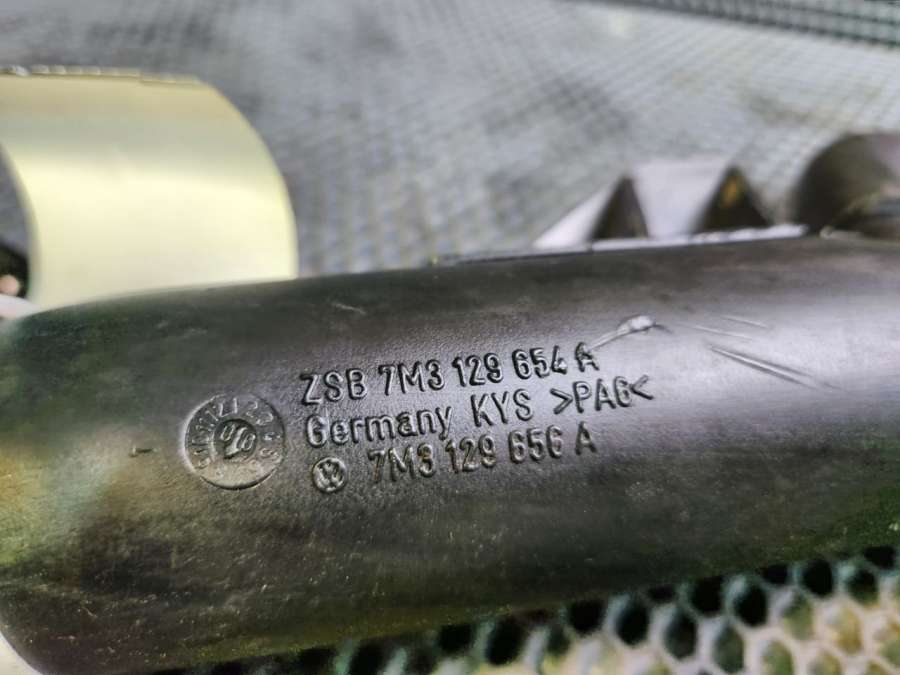 ZSB 7M3 129 654 A
Germany KYS >PA6<
7M3 129 656 A